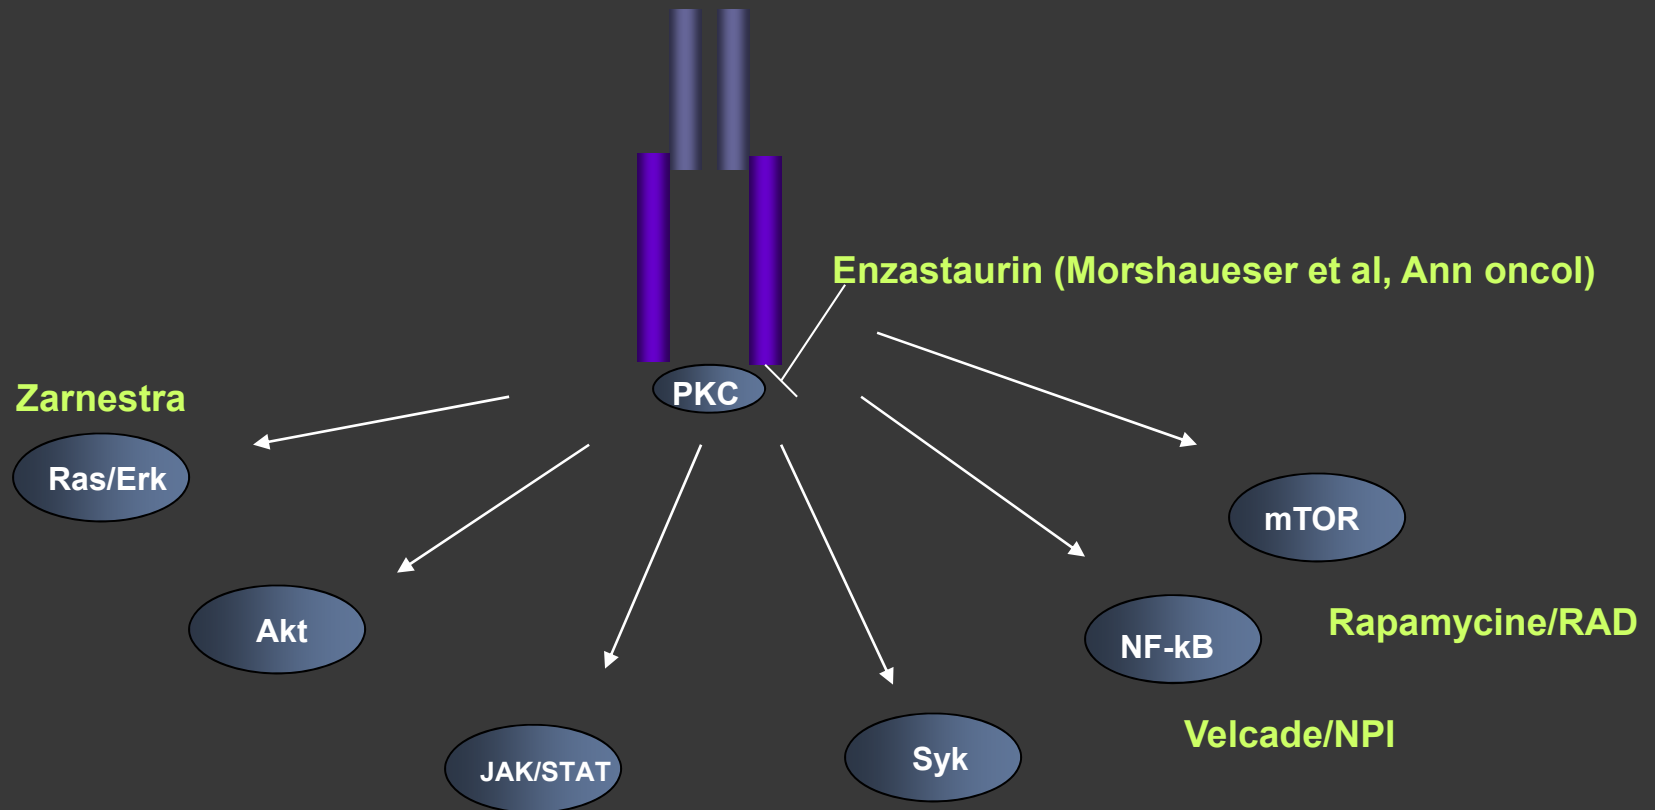 Enzastaurin (Morshaueser et al, Ann oncol)
PKC
Zarnestra
Ras/Erk
mTOR
Akt
NF-kB
Rapamycine/RAD
Velcade/NPI
JAK/STAT
Syk